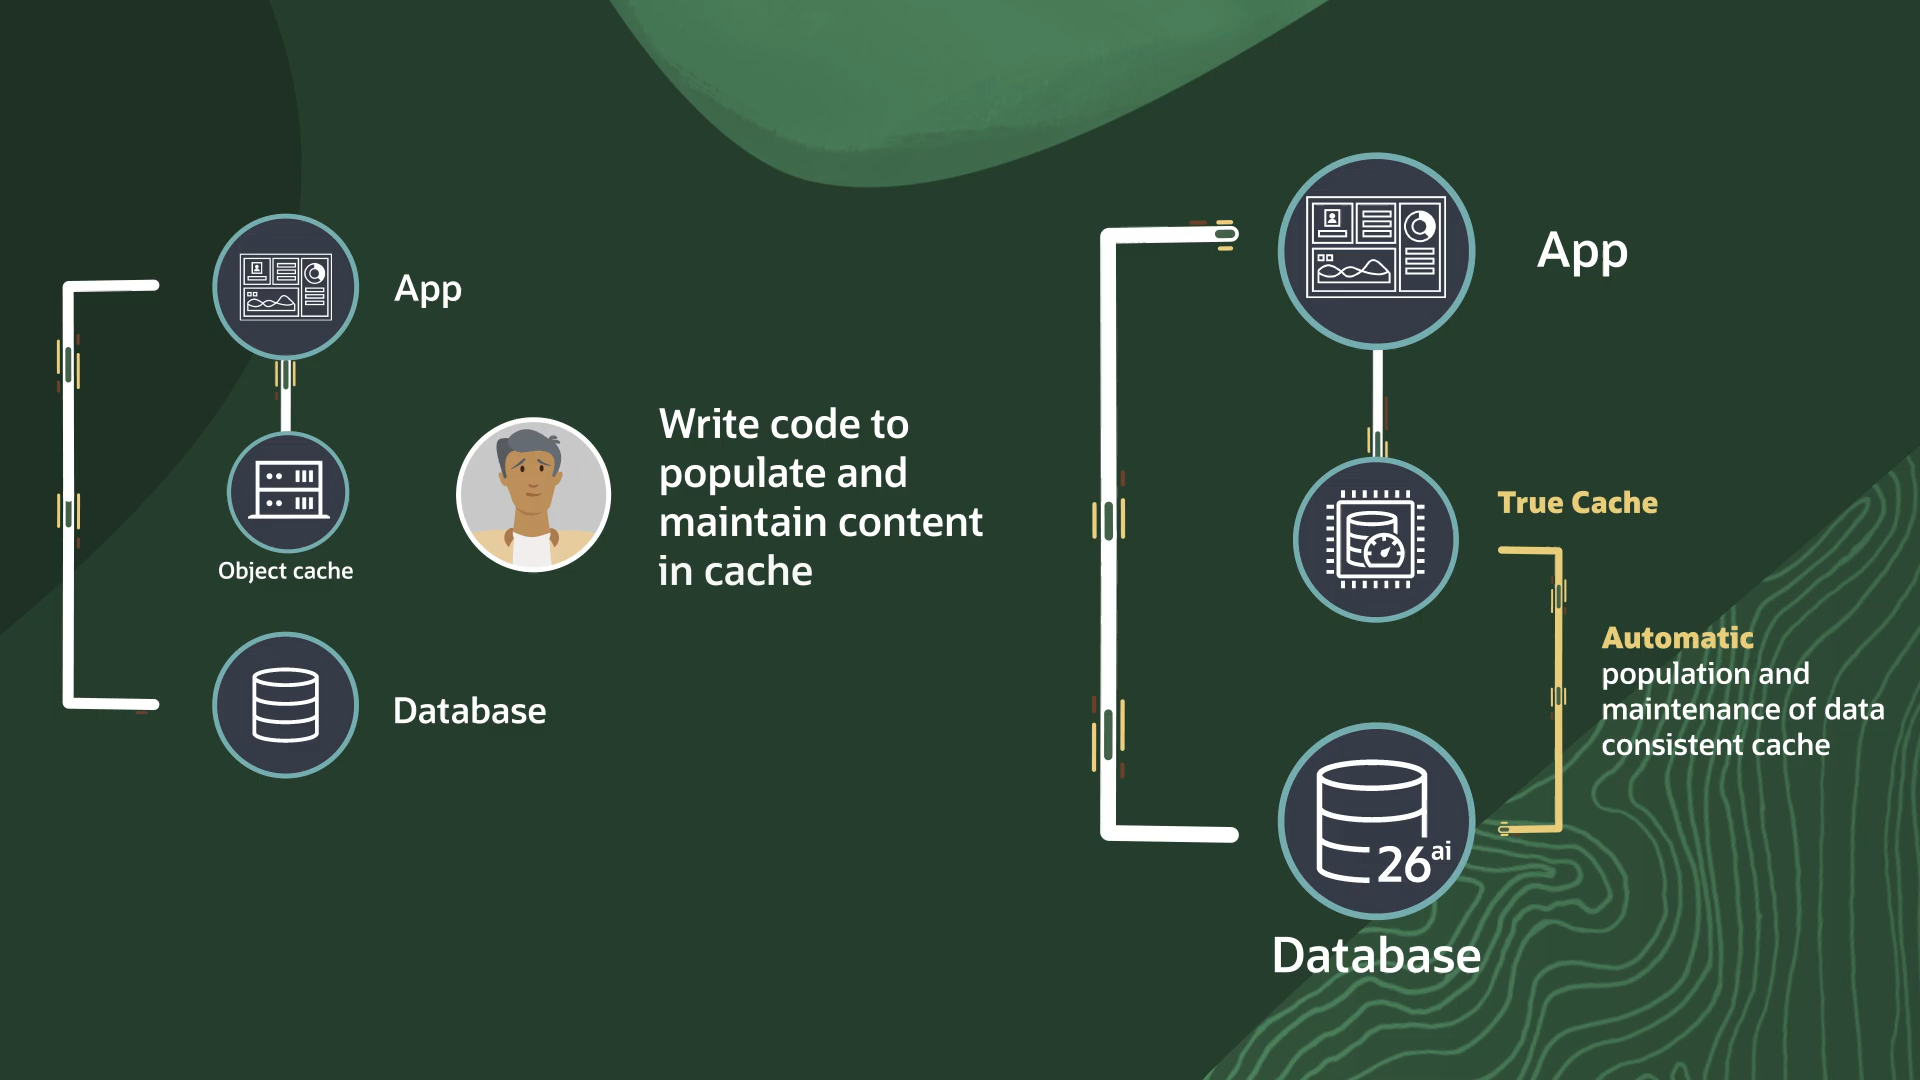 App
Object cache
Database
Write code to
populate and
maintain content
in cache
App
True Cache
Automatic
population and
maintenance of data
consistent cache
26ai
Database